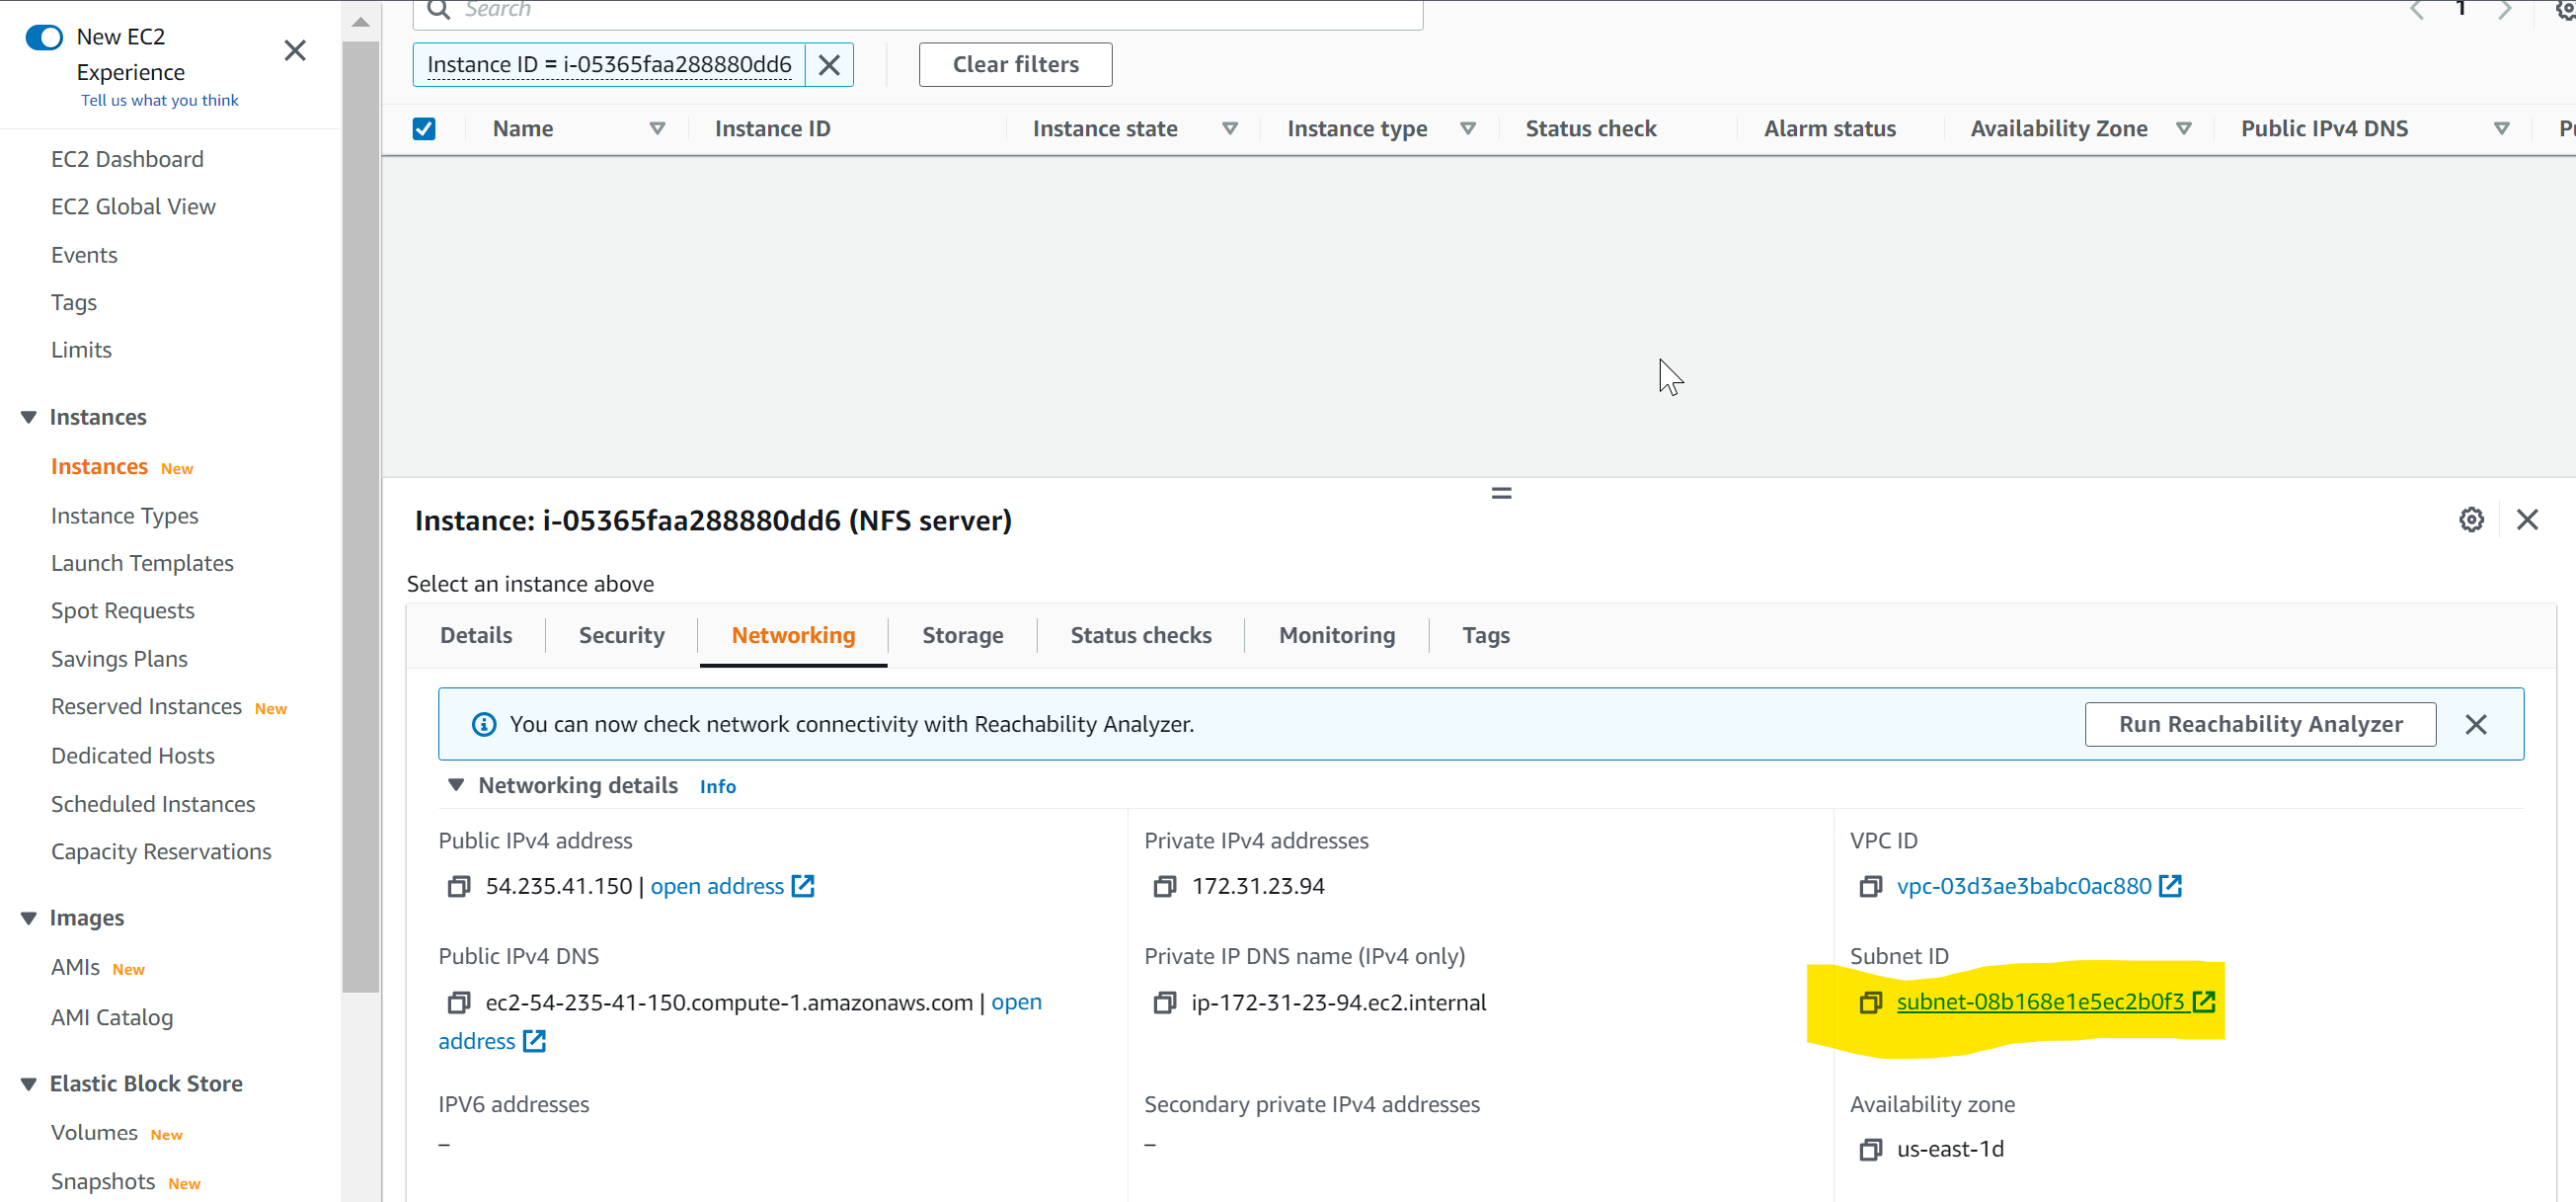 New EC2
Experience
Tell us what you think
EC2 Dashboard
EC2 Global View
Events
Tags
Limits
Instances
Instances New
Instance Types
Launch Templates
Spot Requests
Savings Plans
Reserved Instances New
Dedicated Hosts
Scheduled Instances
Capacity Reservations
Images
AMIs New
AMI Catalog
Elastic Block Store
Volumes New
Snapshots New
Search
1
Instance ID = i-05365faa288880dd6
Clear filters
Name Instance ID Instance state Instance type Status check Alarm status Availability Zone Public IPv4 DNS
Instance: i-05365faa288880dd6 (NFS server)
Select an instance above
Details Security Networking Storage Status checks Monitoring Tags
You can now check network connectivity with Reachability Analyzer.
Run Reachability Analyzer
Networking details Info
Public IPv4 address
54.235.41.150 | open address
Public IPv4 DNS
ec2-54-235-41-150.compute-1.amazonaws.com | open
address
IPV6 addresses
–
Private IPv4 addresses
172.31.23.94
Private IP DNS name (IPv4 only)
ip-172-31-23-94.ec2.internal
Secondary private IPv4 addresses
–
VPC ID
vpc-03d3ae3babc0ac880
Subnet ID
subnet-08b168e1e5ec2b0f3
Availability zone
us-east-1d